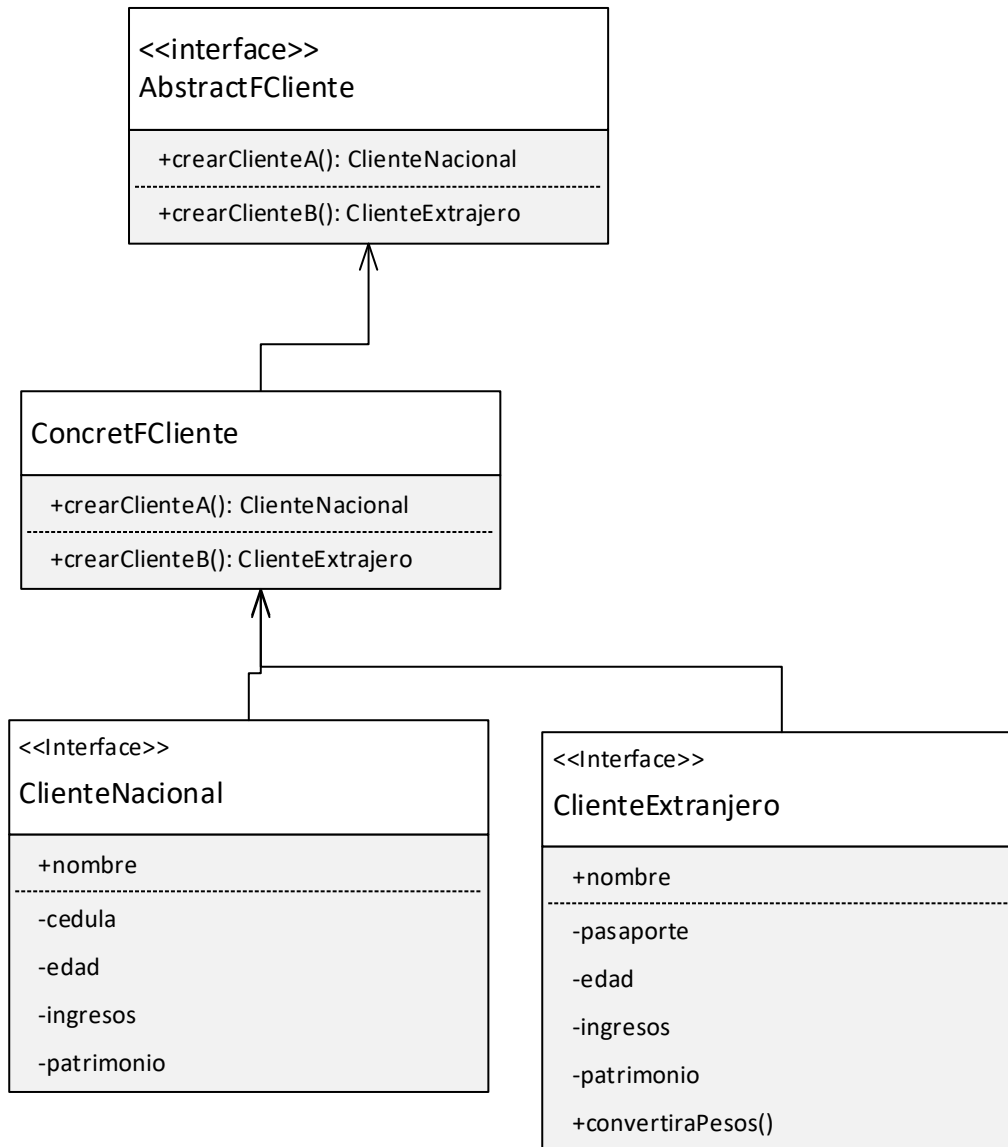 <<interface>>
AbstractFCliente
+crearClienteA(): ClienteNacional
+crearClienteB(): ClienteExtrajero
ConcretFCliente
+crearClienteA(): ClienteNacional
+crearClienteB(): ClienteExtrajero
<<Interface>>
ClienteNacional
+nombre
-cedula
-edad
-ingresos
-patrimonio
<<Interface>>
ClienteExtranjero
+nombre
-pasaporte
-edad
-ingresos
-patrimonio
+convertiraPesos()